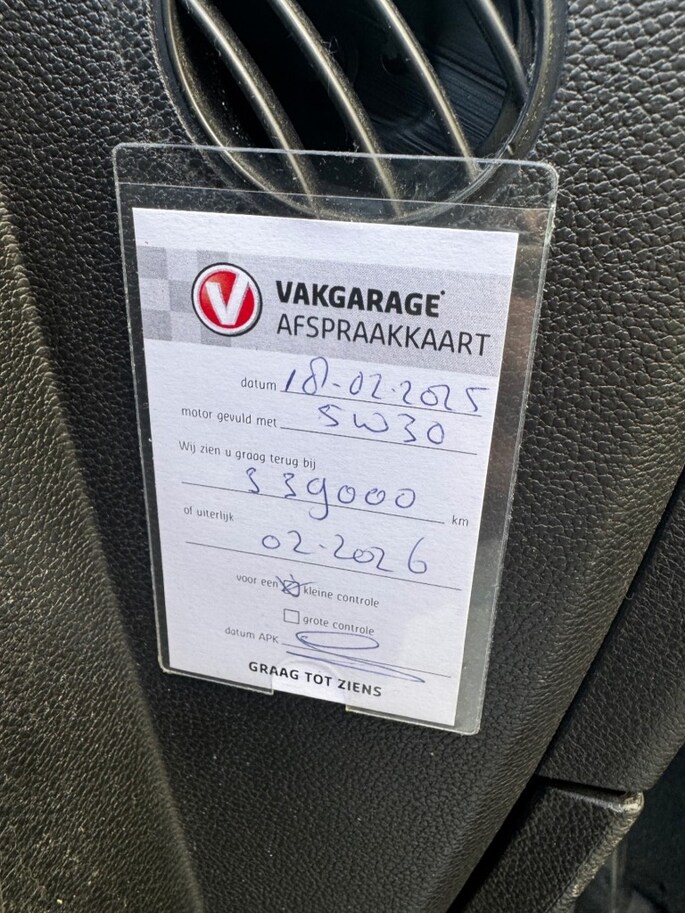 V
VAKGARAGE®
AFSPRAAKKAART
datum 18-02-2025
motor gevuld met 5W30
Wij zien u graag terug bij
339000 km
of uiterlijk
02-2026
voor een kleine controle
grote controle
datum APK
GRAAG TOT ZIENS